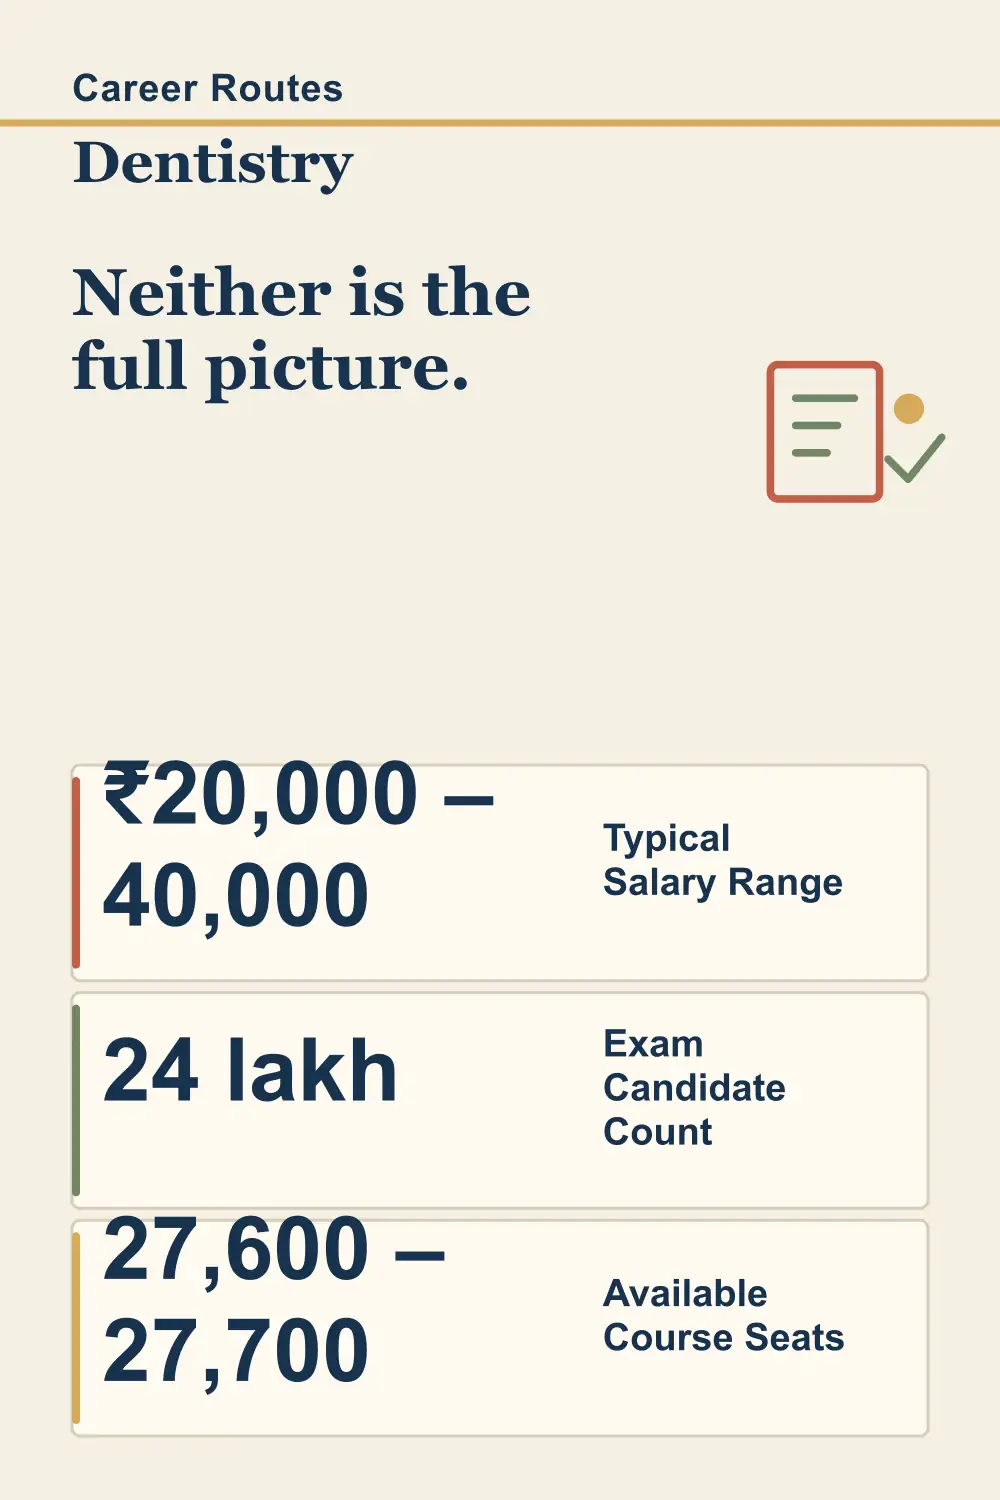 Career Routes
Dentistry
Neither is the
full picture.
₹20,000 –
40,000
Typical
Salary Range
24 lakh
Exam
Candidate
Count
27,600 –
27,700
Available
Course Seats